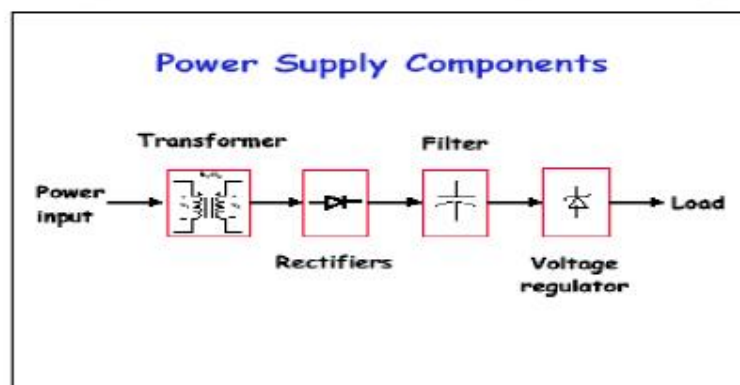 Power Supply Components
Transformer
Filter
Power
input
Load
Rectifiers
Voltage
regulator